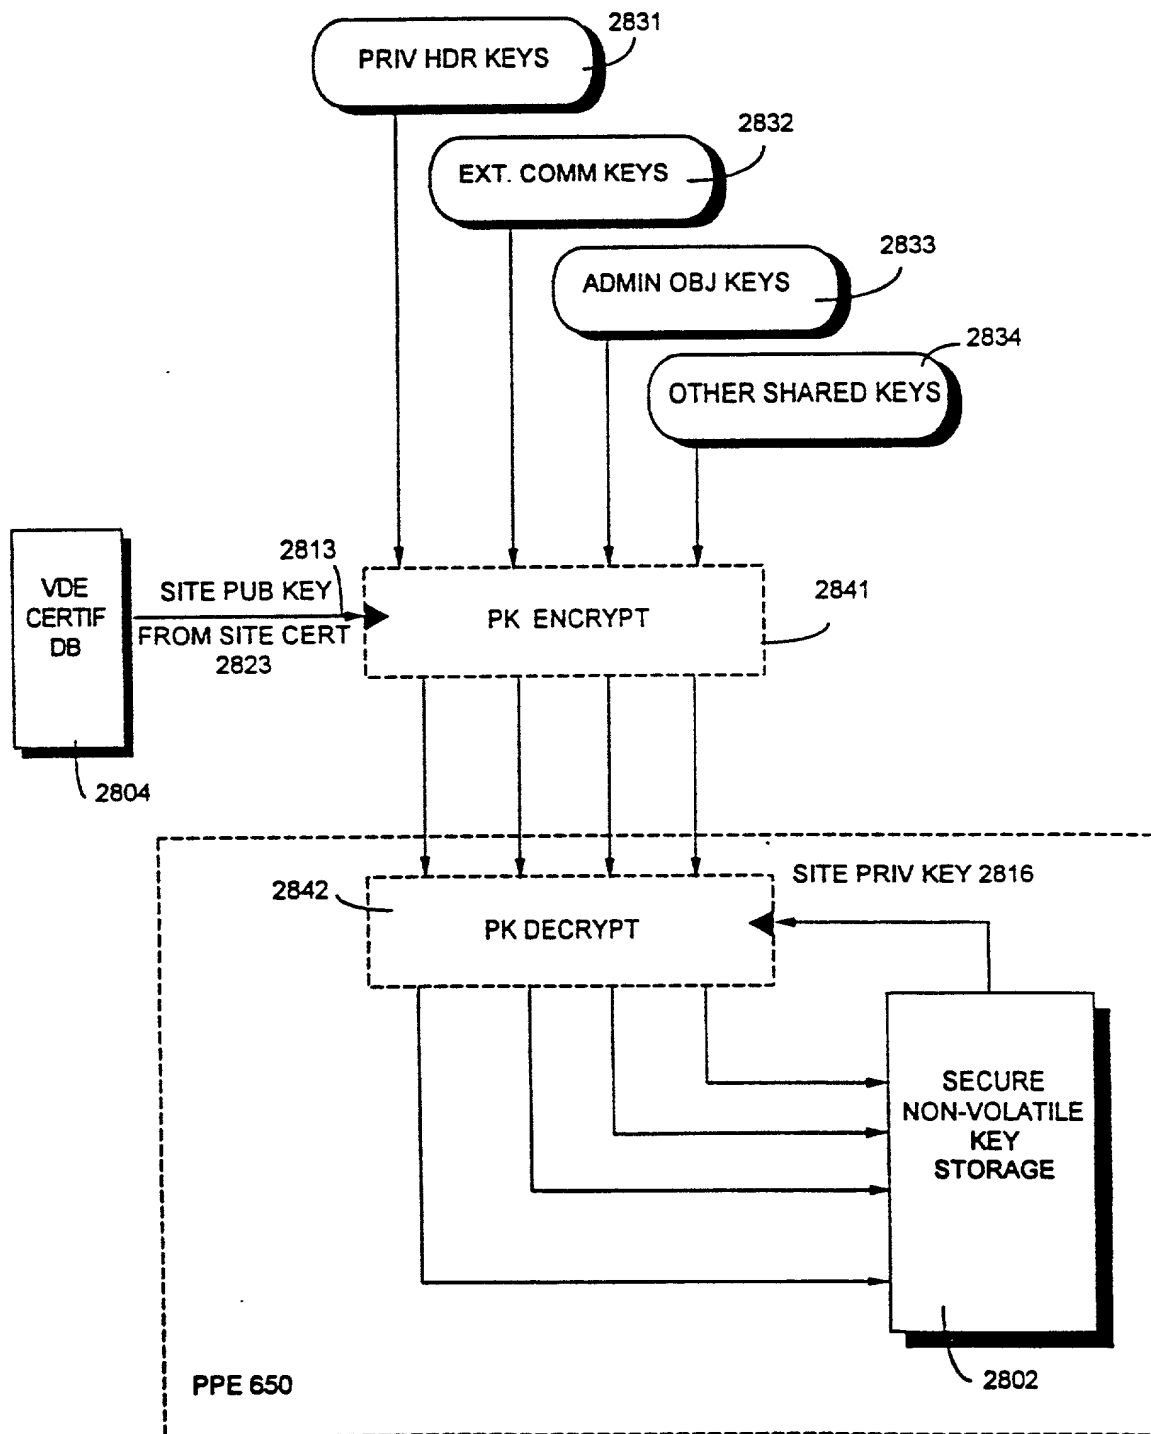 2831
PRIV HDR KEYS
2832
EXT. COMM KEYS
2833
ADMIN OBJ KEYS
2834
OTHER SHARED KEYS
VDE
CERTIF
DB
2804
2813
SITE PUB KEY
FROM SITE CERT
2823
PK ENCRYPT
2841
2842
PK DECRYPT
SITE PRIV KEY 2816
SECURE
NON-VOLATILE
KEY
STORAGE
2802
PPE 650